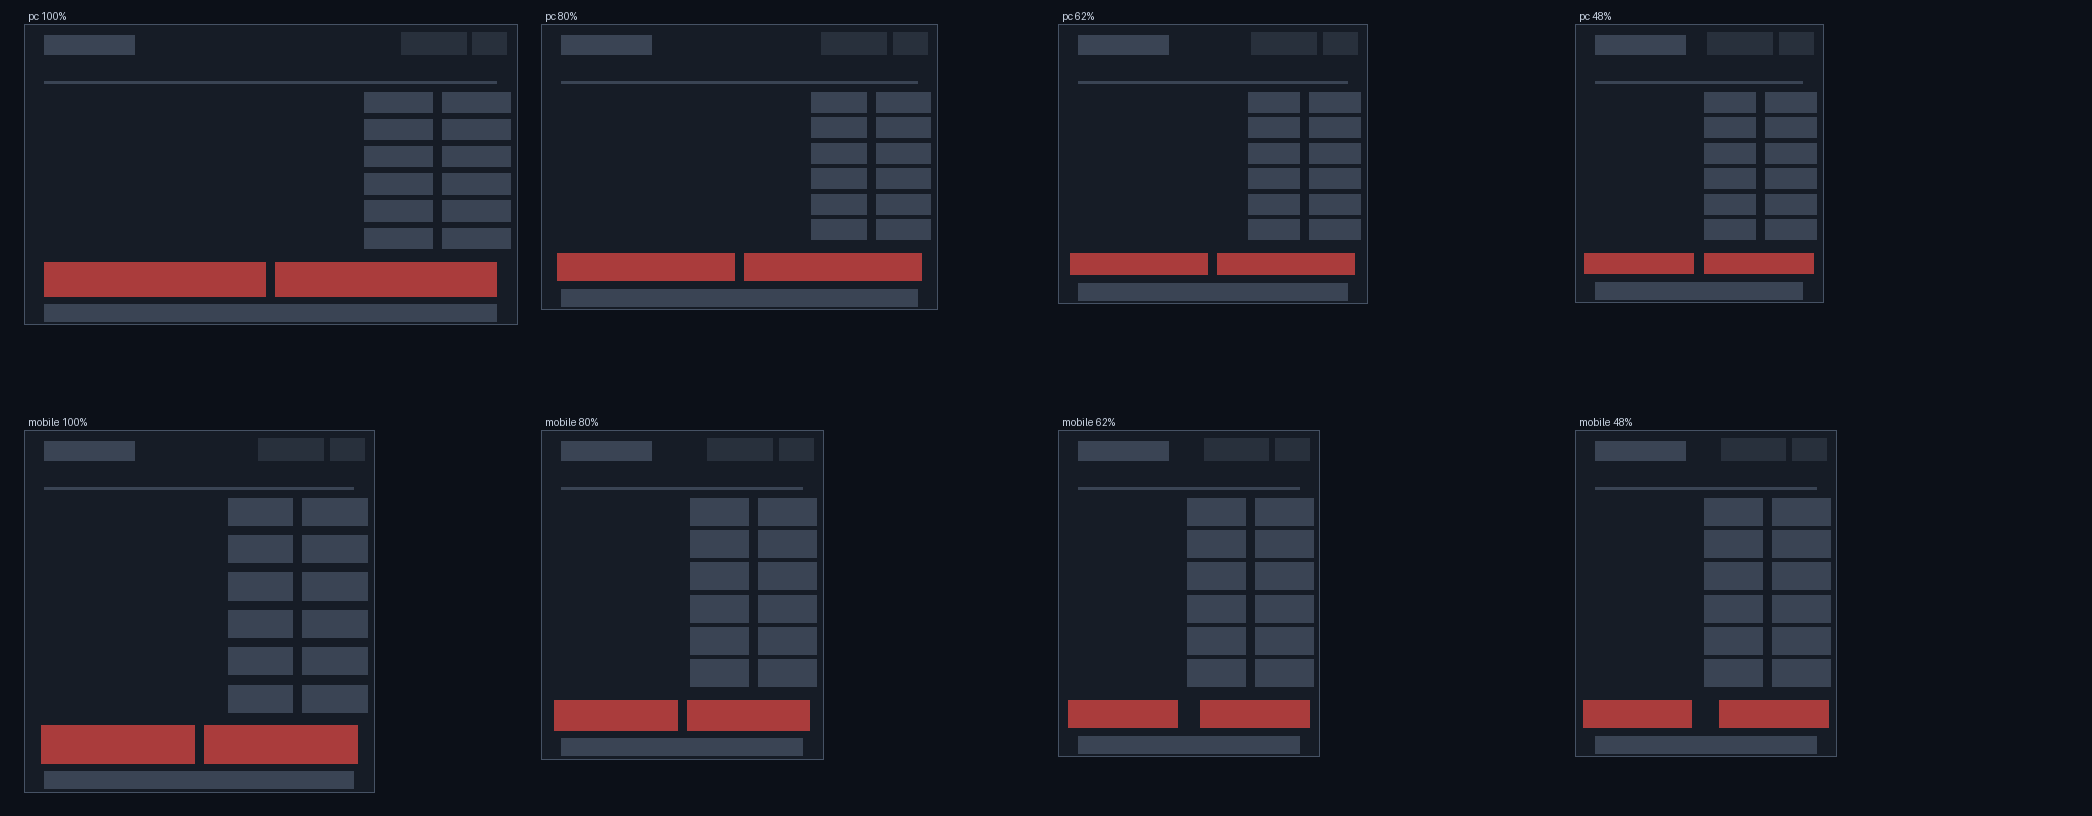 pc 100%
pc 80%
pc 62%
pc 48%
mobile 100%
mobile 80%
mobile 62%
mobile 48%